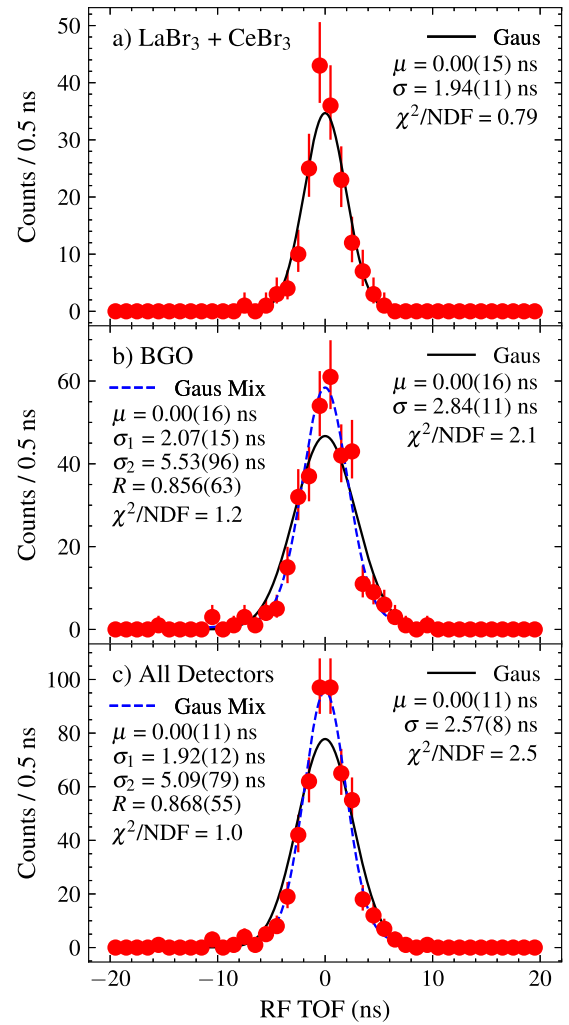 a) LaBr₃ + CeBr₃
Gaus
μ = 0.00(15) ns
σ = 1.94(11) ns
χ²/NDF = 0.79
Counts / 0.5 ns
50
40
30
20
10
0
b) BGO
Gaus Mix
μ = 0.00(16) ns
σ₁ = 2.07(15) ns
σ₂ = 5.53(96) ns
R = 0.856(63)
χ²/NDF = 1.2
Gaus
μ = 0.00(16) ns
σ = 2.84(11) ns
χ²/NDF = 2.1
Counts / 0.5 ns
60
40
20
0
c) All Detectors
Gaus Mix
μ = 0.00(11) ns
σ₁ = 1.92(12) ns
σ₂ = 5.09(79) ns
R = 0.868(55)
χ²/NDF = 1.0
Gaus
μ = 0.00(11) ns
σ = 2.57(8) ns
χ²/NDF = 2.5
Counts / 0.5 ns
100
80
60
40
20
0
−20 −10 0 10 20
RF TOF (ns)